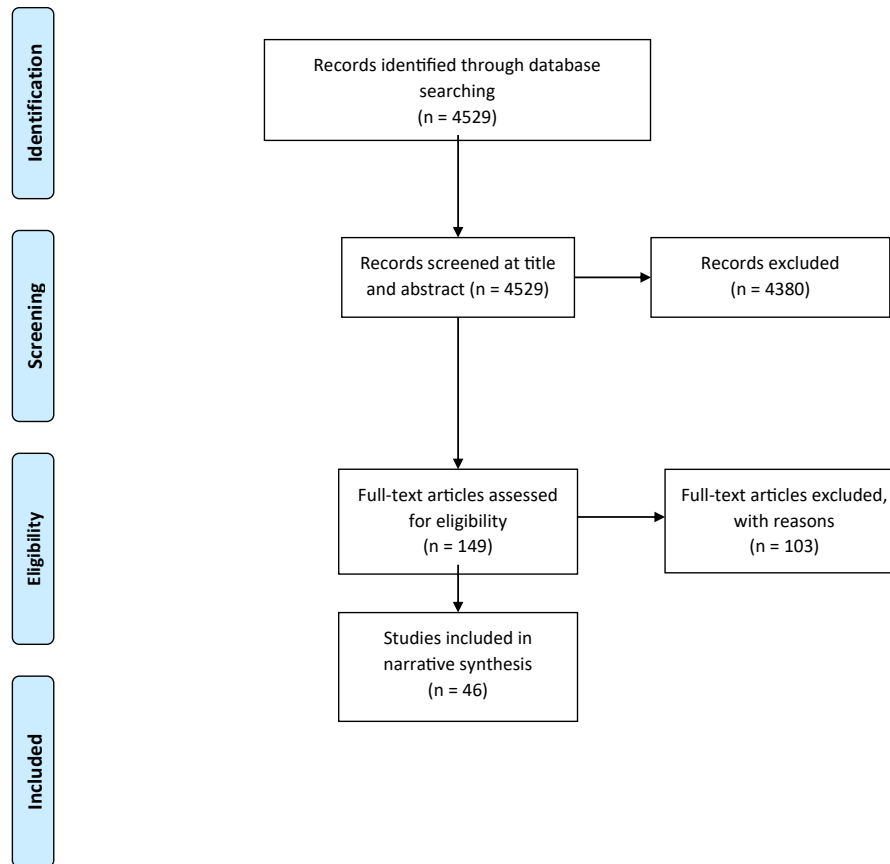 Identification
Records identified through database
searching
(n = 4529)
Screening
Records screened at title
and abstract (n = 4529)
Records excluded
(n = 4380)
Eligibility
Full-text articles assessed
for eligibility
(n = 149)
Full-text articles excluded,
with reasons
(n = 103)
Studies included in
narrative synthesis
(n = 46)
Included